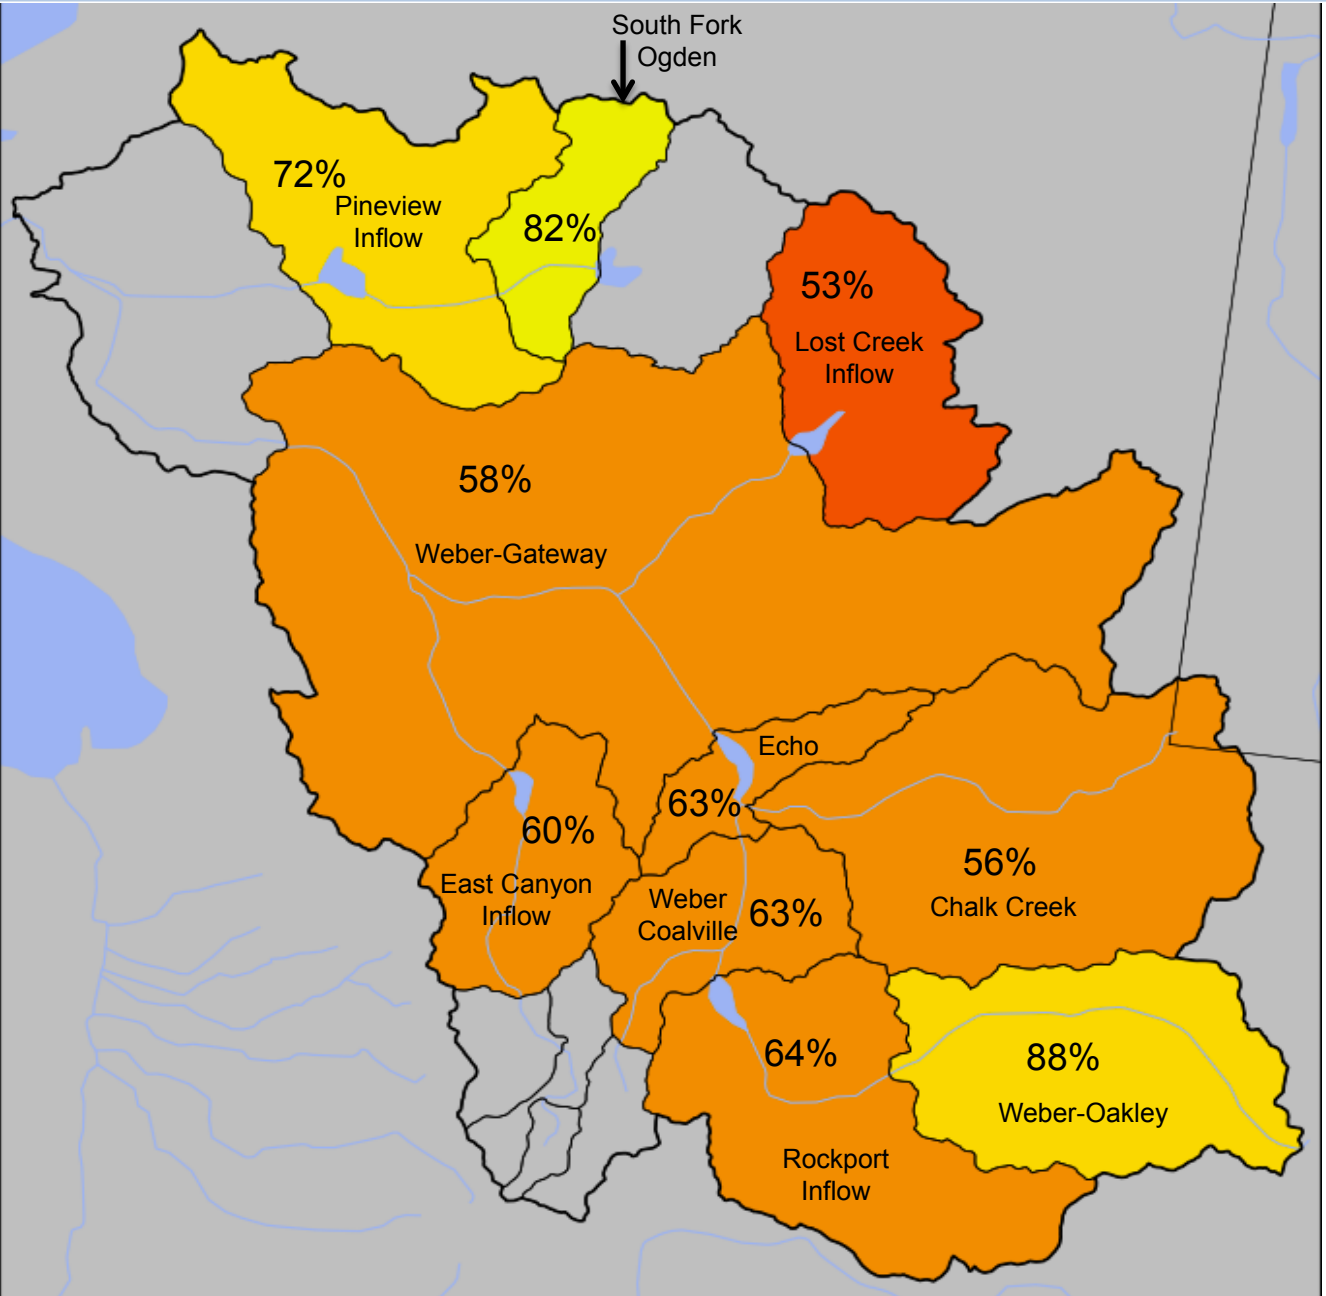 South Fork
Ogden
72%
Pineview
Inflow
82%
53%
Lost Creek
Inflow
58%
Weber-Gateway
Echo
63%
60%
East Canyon
Inflow
Weber
Coalville
63%
56%
Chalk Creek
64%
88%
Weber-Oakley
Rockport
Inflow